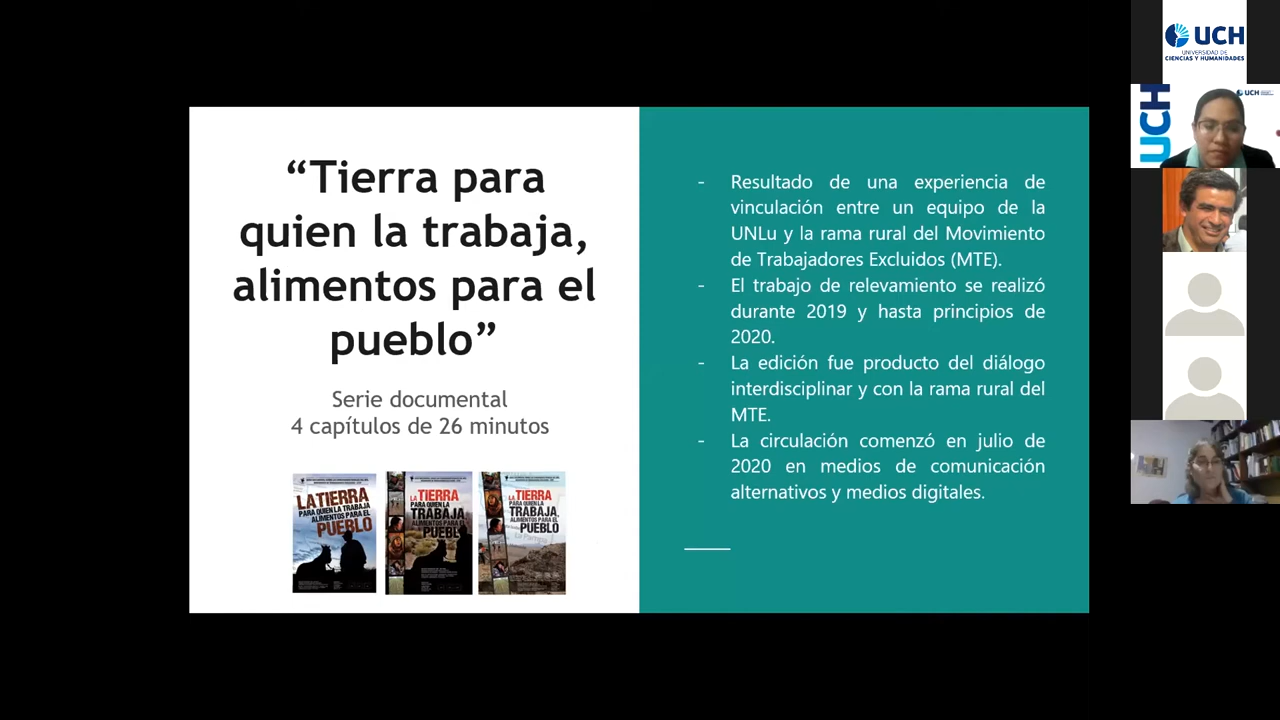 “Tierra para
quien la trabaja,
alimentos para el
pueblo”
Serie documental
4 capítulos de 26 minutos
LA TIERRA
PARA QUIEN LA TRABAJA
ALIMENTOS PARA EL
PUEBLO
LA TIERRA
PARA QUIEN LA
TRABAJA
ALIMENTOS PARA EL
PUEBLO
LA TIERRA
PARA QUIEN LA
TRABAJA,
ALIMENTOS PARA EL
PUEBLO
- Resultado de una experiencia de
vinculación entre un equipo de la
UNLu y la rama rural del Movimiento
de Trabajadores Excluidos (MTE).
- El trabajo de relevamiento se realizó
durante 2019 y hasta principios de
2020.
- La edición fue producto del diálogo
interdisciplinar y con la rama rural del
MTE.
- La circulación comenzó en julio de
2020 en medios de comunicación
alternativos y medios digitales.
UCH
UNIVERSIDAD DE
CIENCIAS Y HUMANIDADES
UCH
UCH